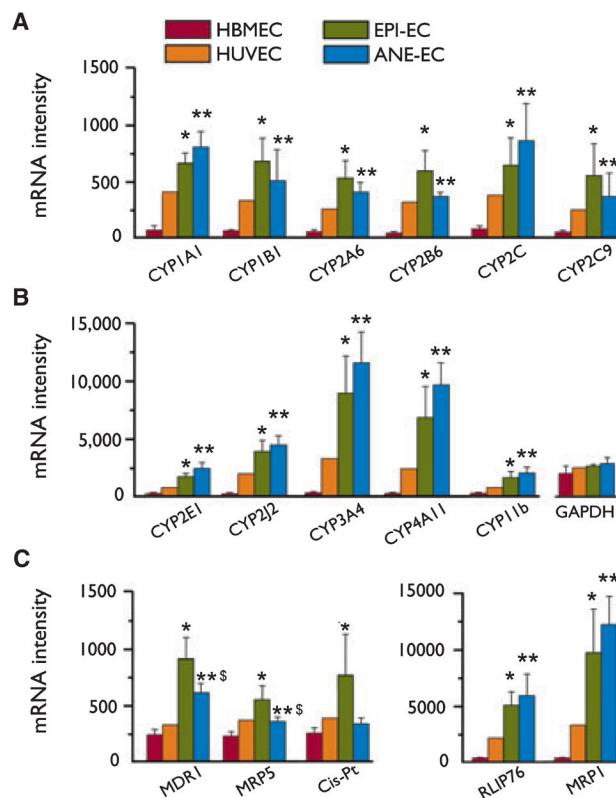 A
HBMEC
EPI-EC
HUVEC
ANE-EC
mRNA intensity
1500
1000
500
0
* ** * ** * ** * ** * ** * **
CYP1A1 CYP1B1 CYP2A6 CYP2B6 CYP2C CYP2C9
B
mRNA intensity
15,000
10,000
5,000
0
* ** * ** * ** * ** * **
CYP2E1 CYP2J2 CYP3A4 CYP4A11 CYP11b GAPDH
C
mRNA intensity
1500
1000
500
0
* **$ * **$ *
MDR1 MRP5 Cis-Pt
15000
10000
5000
0
* ** * **
RLIP76 MRP1